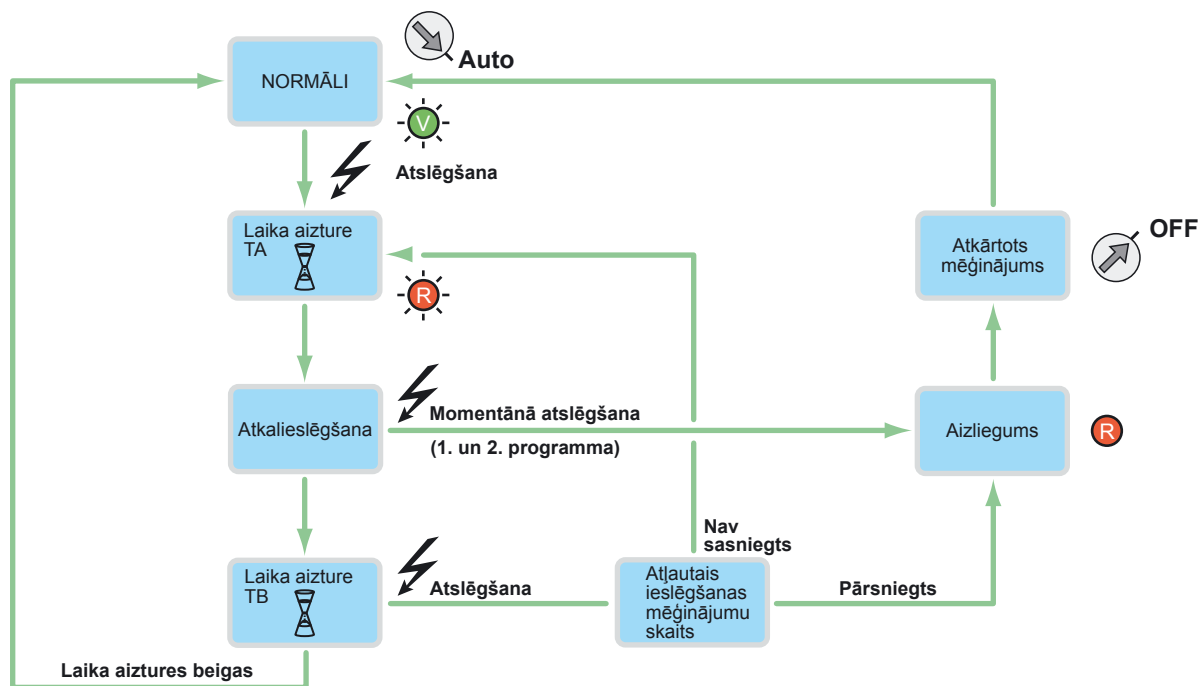 Auto
NORMĀLI
V
Atslēgšana
Laika aizture
TA
R
OFF
Atkārtots
mēģinājums
Atkalieslēgšana
Momentānā atslēgšana
(1. un 2. programma)
Aizliegums
R
Nav
sasniegts
Laika aizture
TB
Atslēgšana
Atļautais
ieslēgšanas
mēģinājumu
skaits
Pārsniegts
Laika aiztures beigas